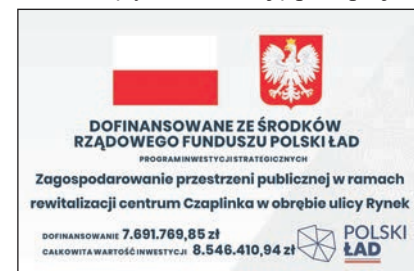 DOFINANSOWANE ZE ŚRODKÓW
RZĄDOWEGO FUNDUSZU POLSKI ŁAD
PROGRAM INWESTYCJI STRATEGICZNYCH
Zagospodarowanie przestrzeni publicznej w ramach
rewitalizacji centrum Czaplinka w obrębie ulicy Rynek
DOFINANSOWANIE 7.691.769,85 zł
CAŁKOWITA WARTOŚĆ INWESTYCJI 8.546.410,94 zł
POLSKI
ŁAD